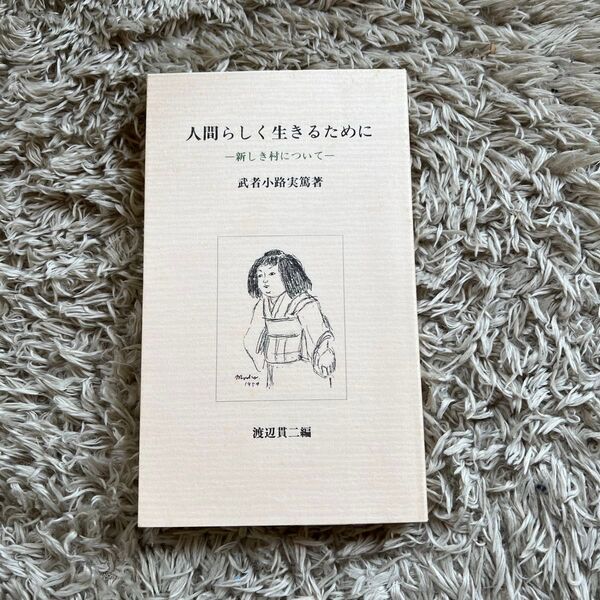 人間らしく生きるために
―新しき村について―
武者小路実篤著
渡辺貫二編